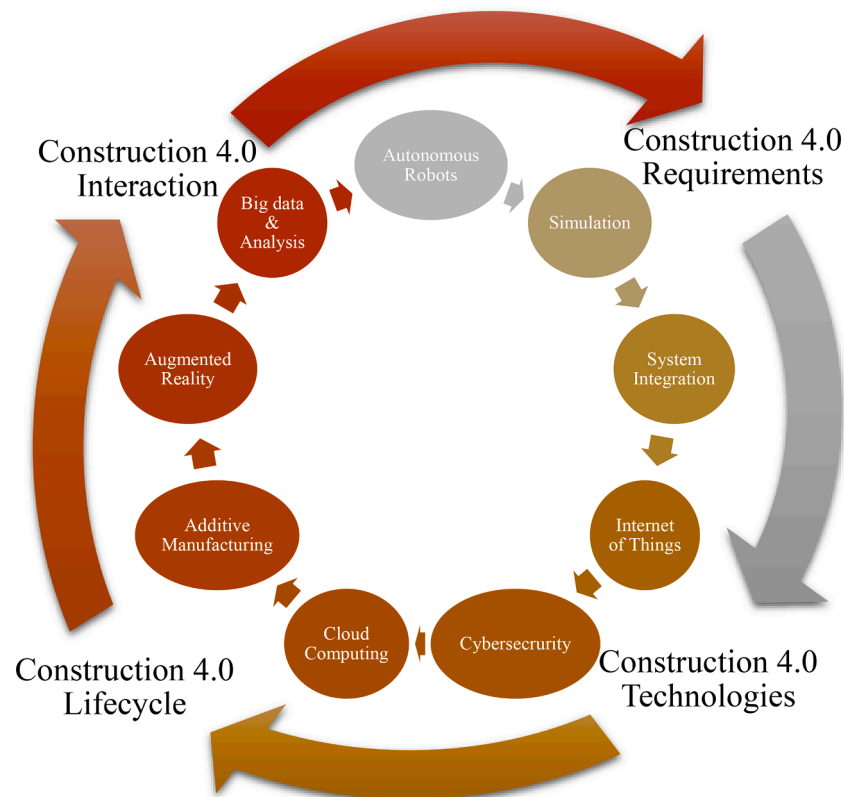 Construction 4.0
Interaction
Construction 4.0
Requirements
Autonomous
Robots
Simulation
System
Integration
Internet
of Things
Cybersecrurity
Cloud
Computing
Additive
Manufacturing
Augmented
Reality
Big data
&
Analysis
Construction 4.0
Technologies
Construction 4.0
Lifecycle